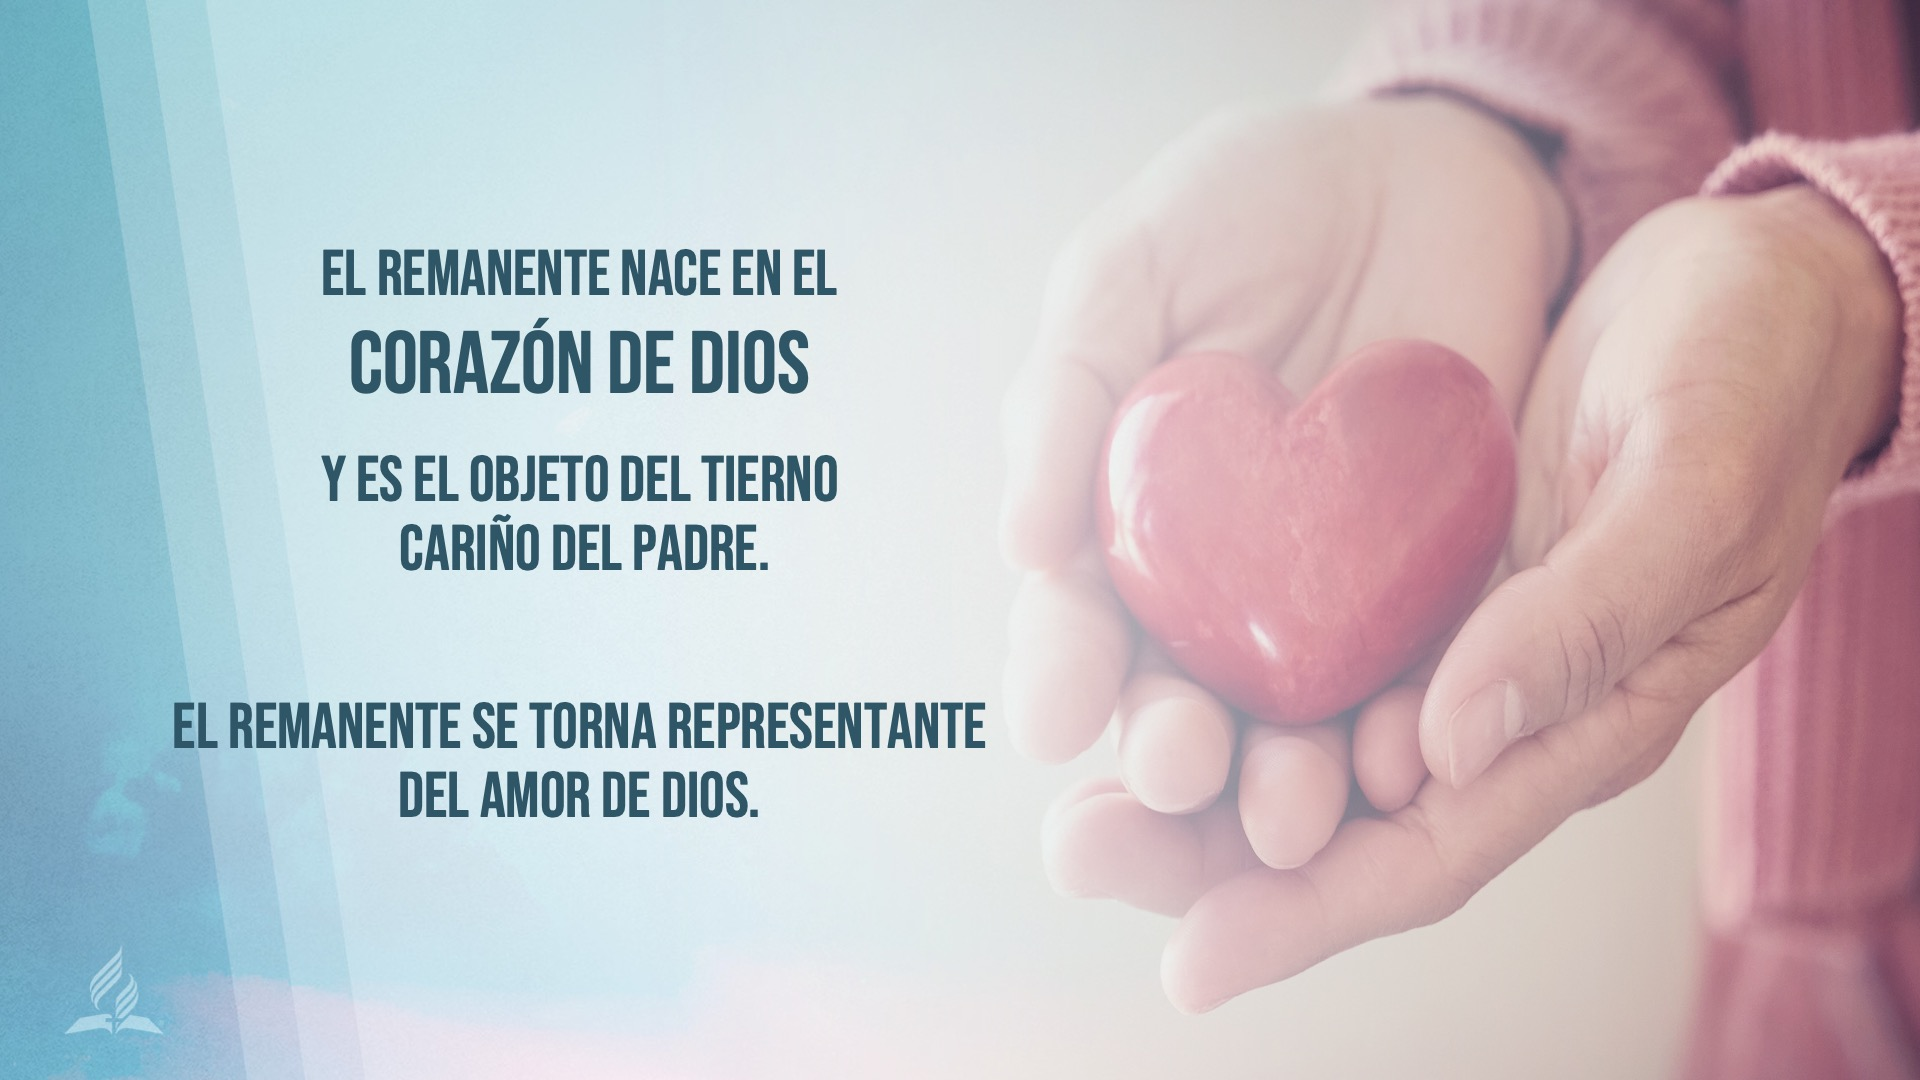 EL REMANENTE NACE EN EL
CORAZÓN DE DIOS
Y ES EL OBJETO DEL TIERNO
CARIÑO DEL PADRE.
EL REMANENTE SE TORNA REPRESENTANTE
DEL AMOR DE DIOS.